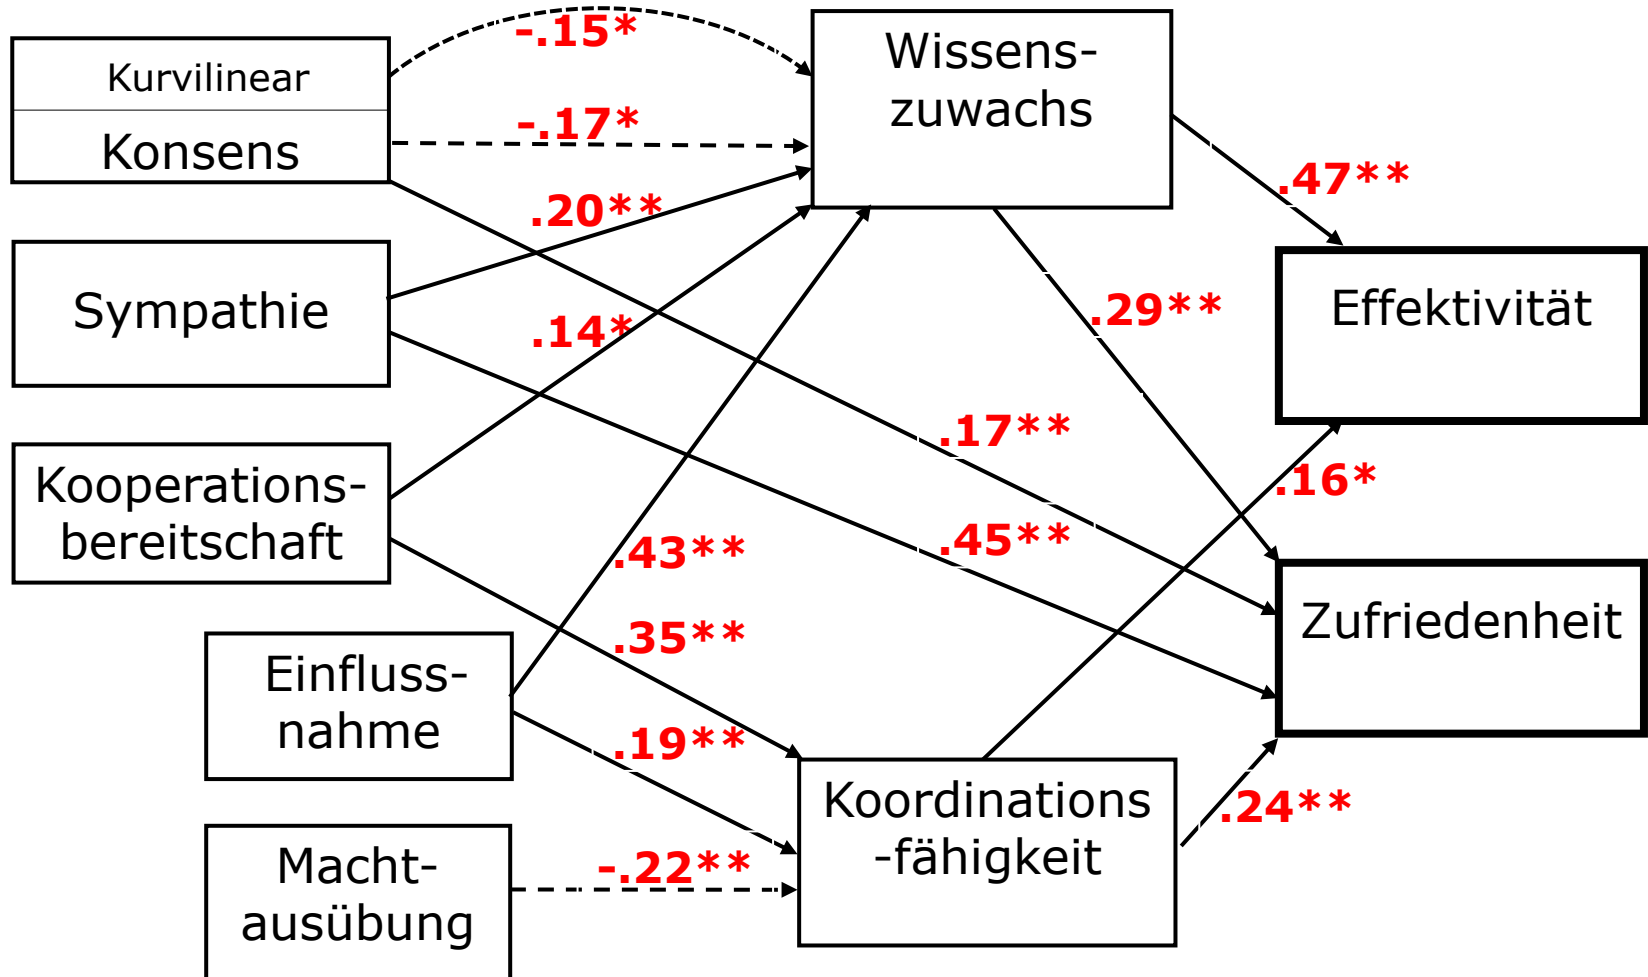 Kurvilinear
Konsens
Sympathie
Kooperations-
bereitschaft
Einfluss-
nahme
Macht-
ausübung
-.15*
-.17*
.20**
.14*
.43**
.35**
.19**
-.22**
Wissens-
zuwachs
Koordinations
-fähigkeit
.47**
.29**
.17**
.45**
.16*
.24**
Effektivität
Zufriedenheit